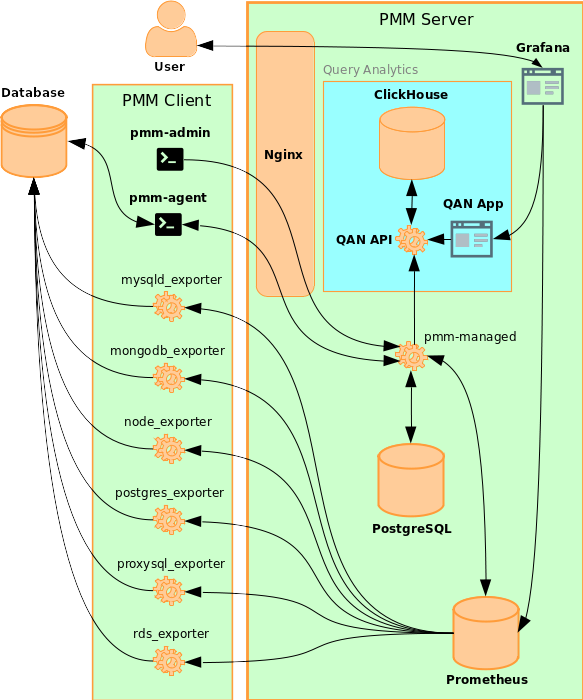 PMM Server
User
Grafana
Query Analytics
Database
PMM Client
ClickHouse
pmm-admin
Nginx
pmm-agent
QAN App
QAN API
mysqld_exporter
pmm-managed
mongodb_exporter
node_exporter
postgres_exporter
PostgreSQL
proxysql_exporter
rds_exporter
Prometheus